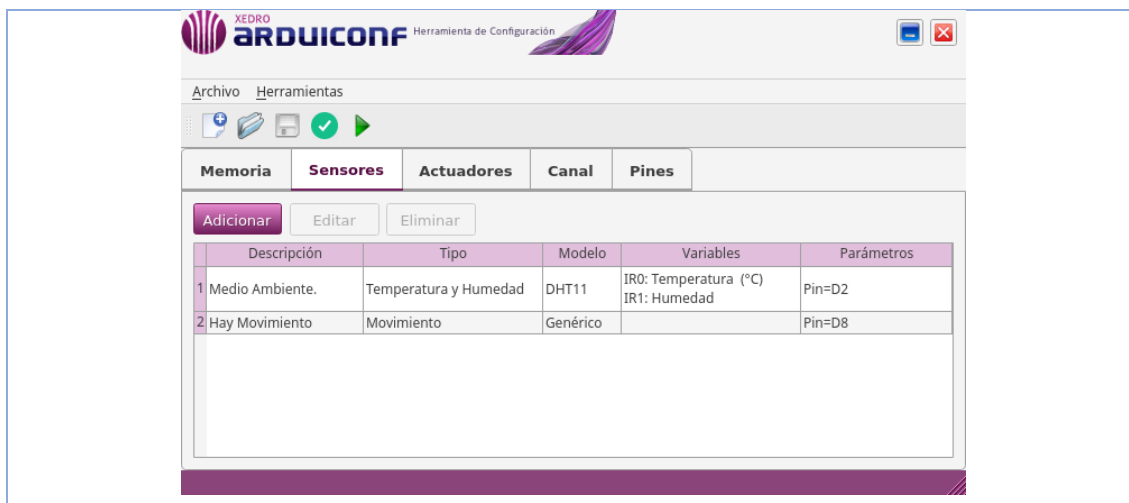 XEDRO
ARDUICONF Herramienta de Configuración
Archivo Herramientas
Memoria Sensores Actuadores Canal Pines
Adicionar Editar Eliminar
Descripción Tipo Modelo Variables Parámetros
1 Medio Ambiente. Temperatura y Humedad DHT11 IR0: Temperatura (°C) Pin=D2
IR1: Humedad
2 Hay Movimiento Movimiento Genérico Pin=D8